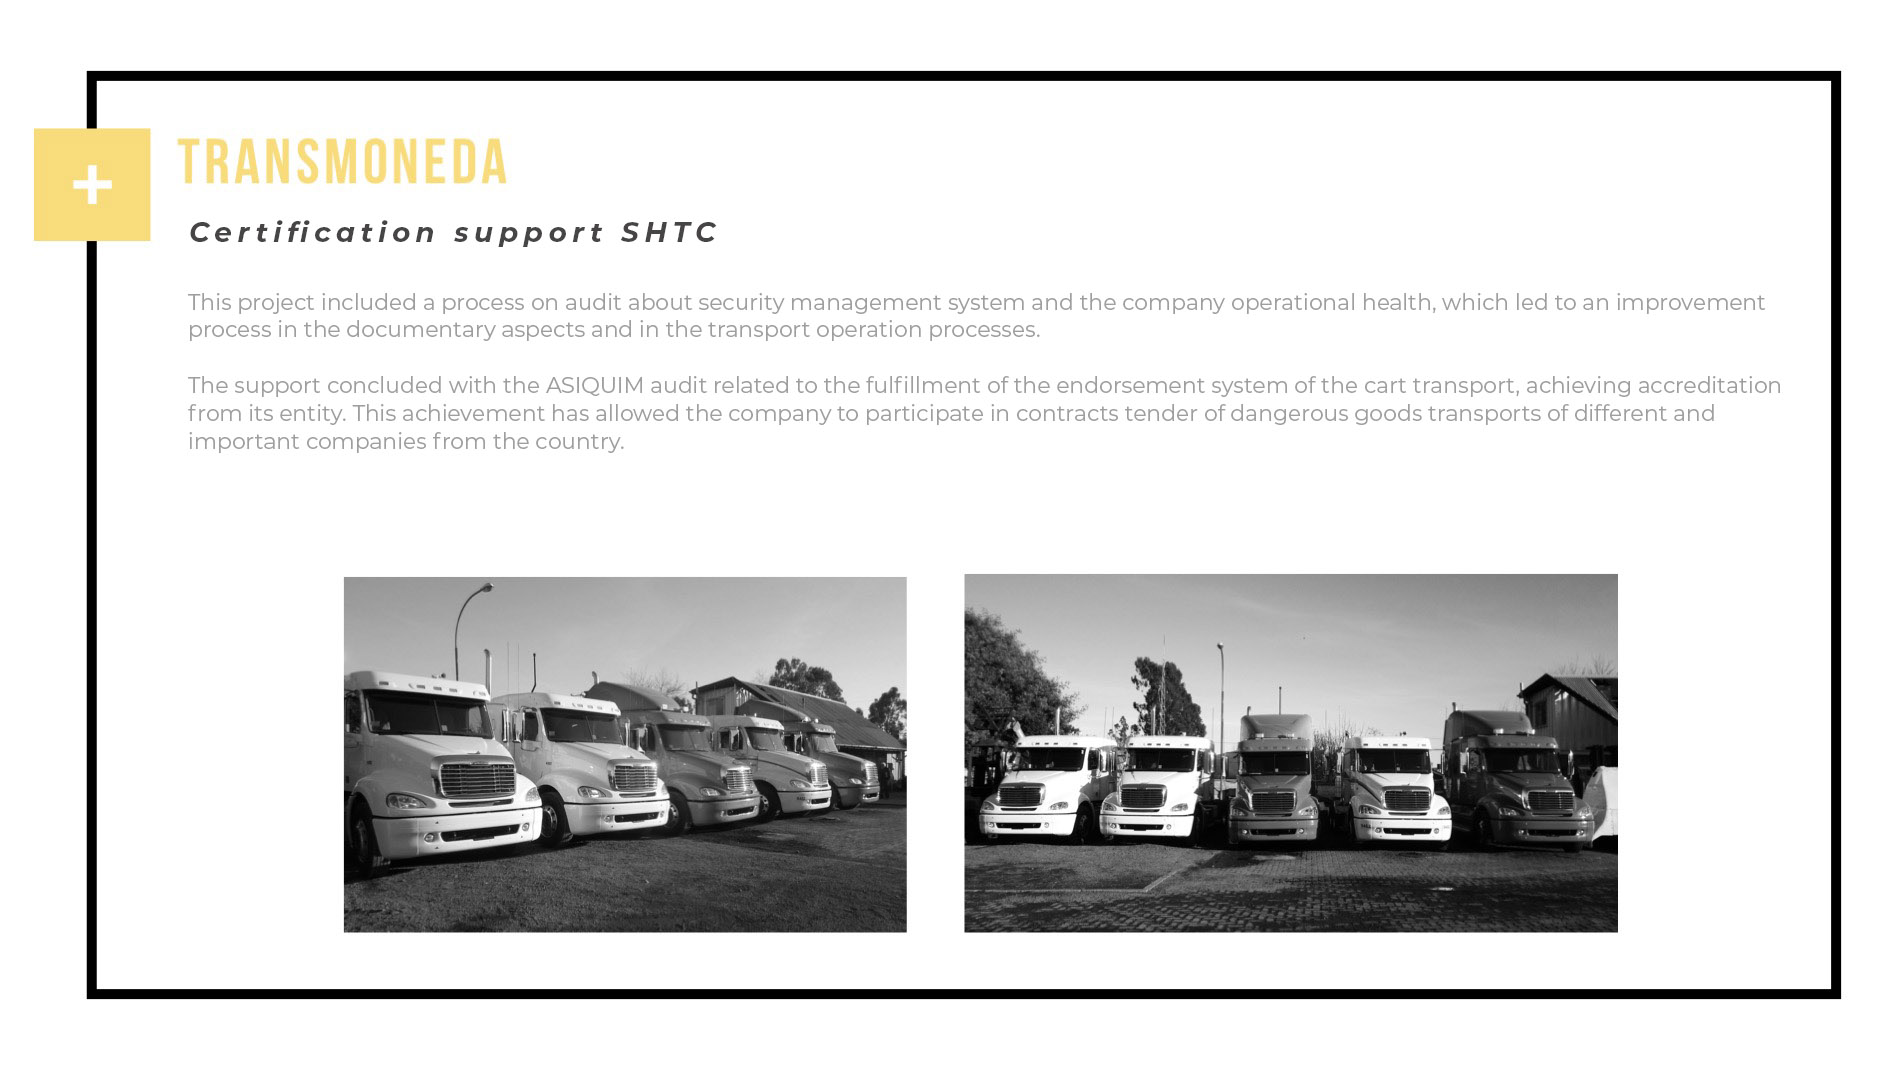 +
TRANSMONEDA
Certification support SHTC
This project included a process on audit about security management system and the company operational health, which led to an improvement
process in the documentary aspects and in the transport operation processes.
The support concluded with the ASIQUIM audit related to the fulfillment of the endorsement system of the cart transport, achieving accreditation
from its entity. This achievement has allowed the company to participate in contracts tender of dangerous goods transports of different and
important companies from the country.